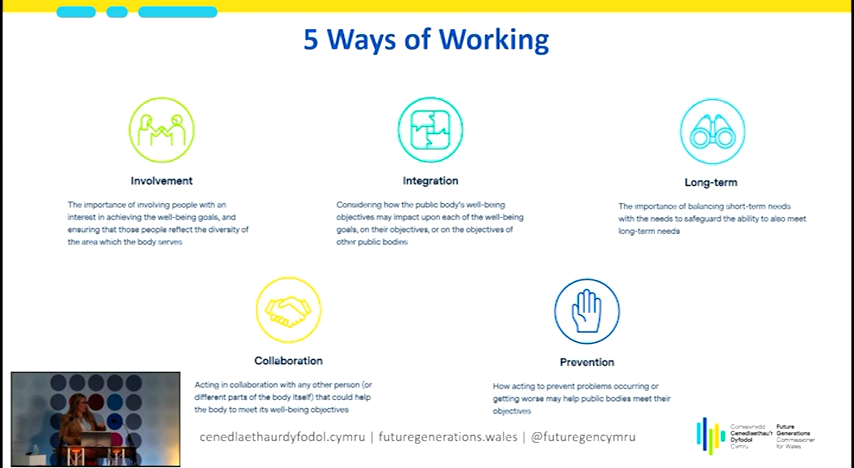 5 Ways of Working
Involvement
The importance of involving people with an
interest in achieving the well-being goals, and
ensuring that those people reflect the diversity of
the area which the body serves
Integration
Considering how the public body's well-being
objectives may impact upon each of the well-being
goals, on their objectives, or on the objectives of
other public bodies
Long-term
The importance of balancing short-term needs
with the needs to safeguard the ability to also meet
long-term needs
Collaboration
Acting in collaboration with any other person (or
different parts of the body itself) that could help
the body to meet its well-being objectives
Prevention
How acting to prevent problems occurring or
getting worse may help public bodies meet their
objectives
cenedlaethaurdyfodol.cymru | futuregenerations.wales | @futuregencymru
Comisiynydd
Cenedlaethau'r
Dyfodol
Cymru
Future
Generations
Commissioner
for Wales